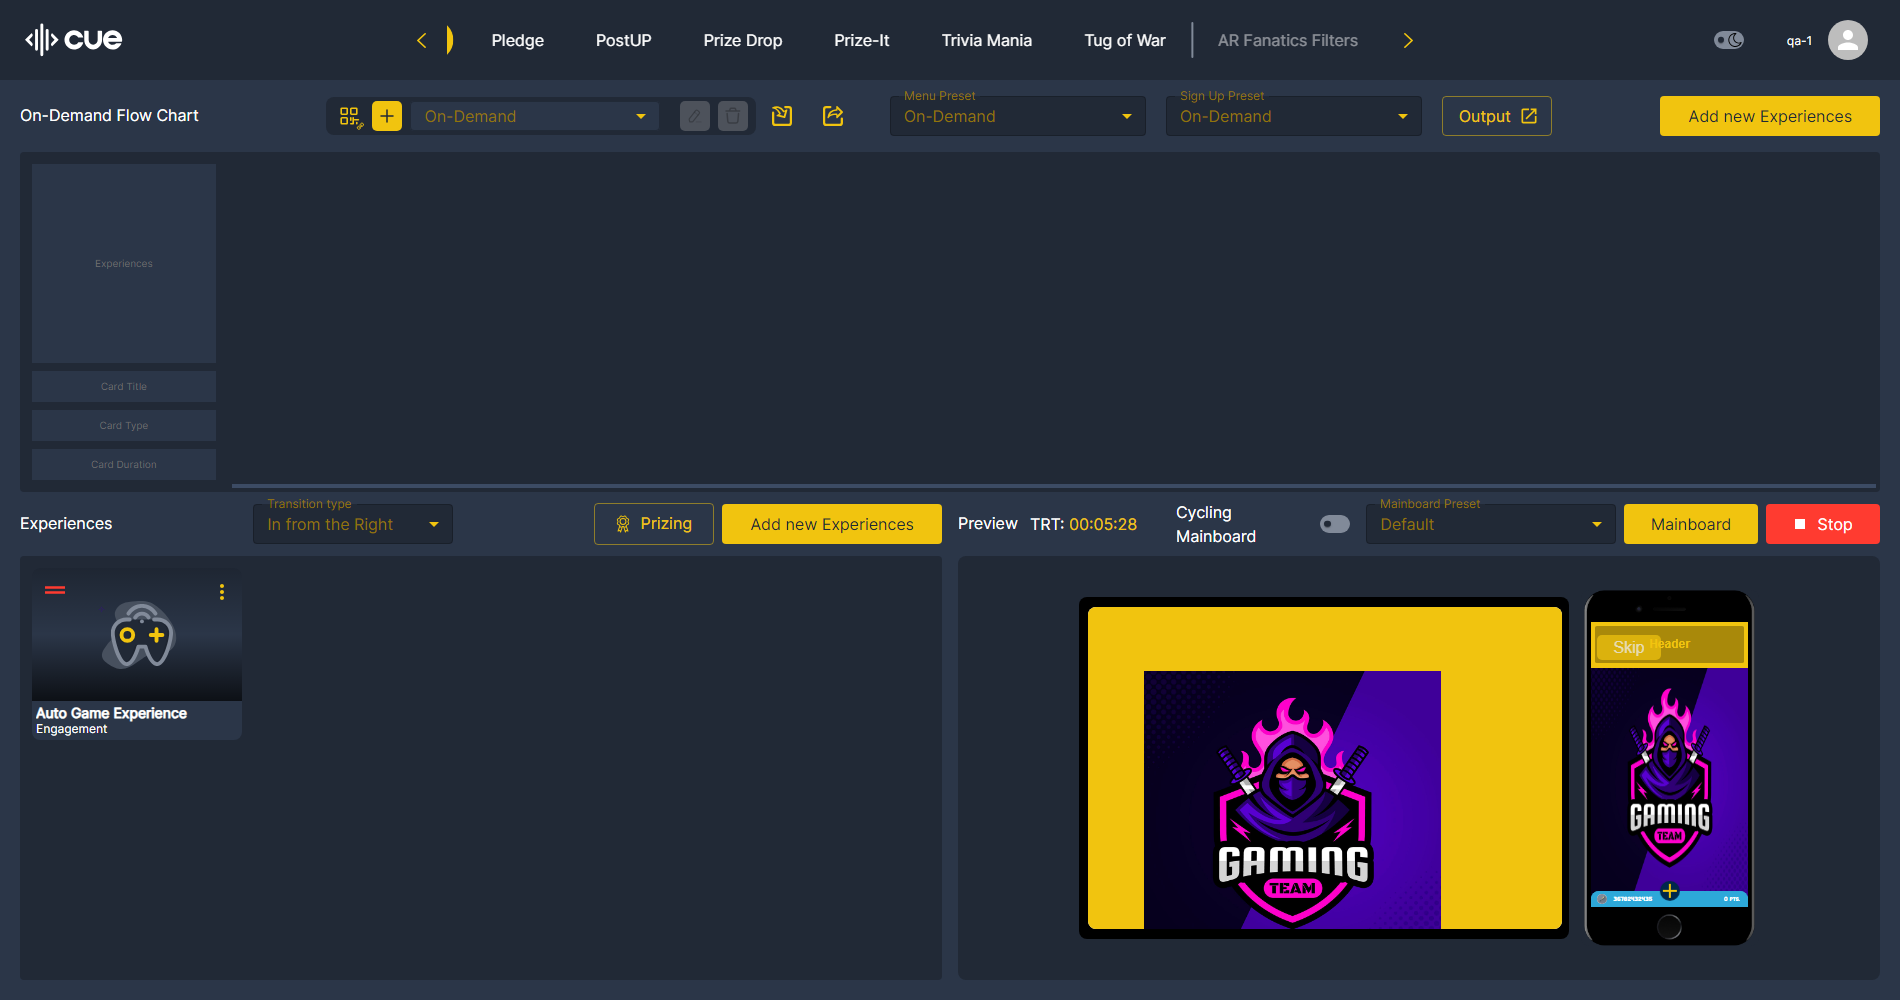 cue
Pledge
PostUP
Prize Drop
Prize-It
Trivia Mania
Tug of War
AR Fanatics Filters
qa-1
On-Demand Flow Chart
On-Demand
Menu Preset
On-Demand
Sign Up Preset
On-Demand
Output
Add new Experiences
Experiences
Card Title
Card Type
Card Duration
Experiences
Transition type
In from the Right
Prizing
Add new Experiences
Preview
TRT: 00:05:28
Cycling
Mainboard
Mainboard Preset
Default
Mainboard
Stop
Auto Game Experience
Engagement
GAMING
TEAM
Skip
Header
GAMING
TEAM
36782432435
0 PTS.